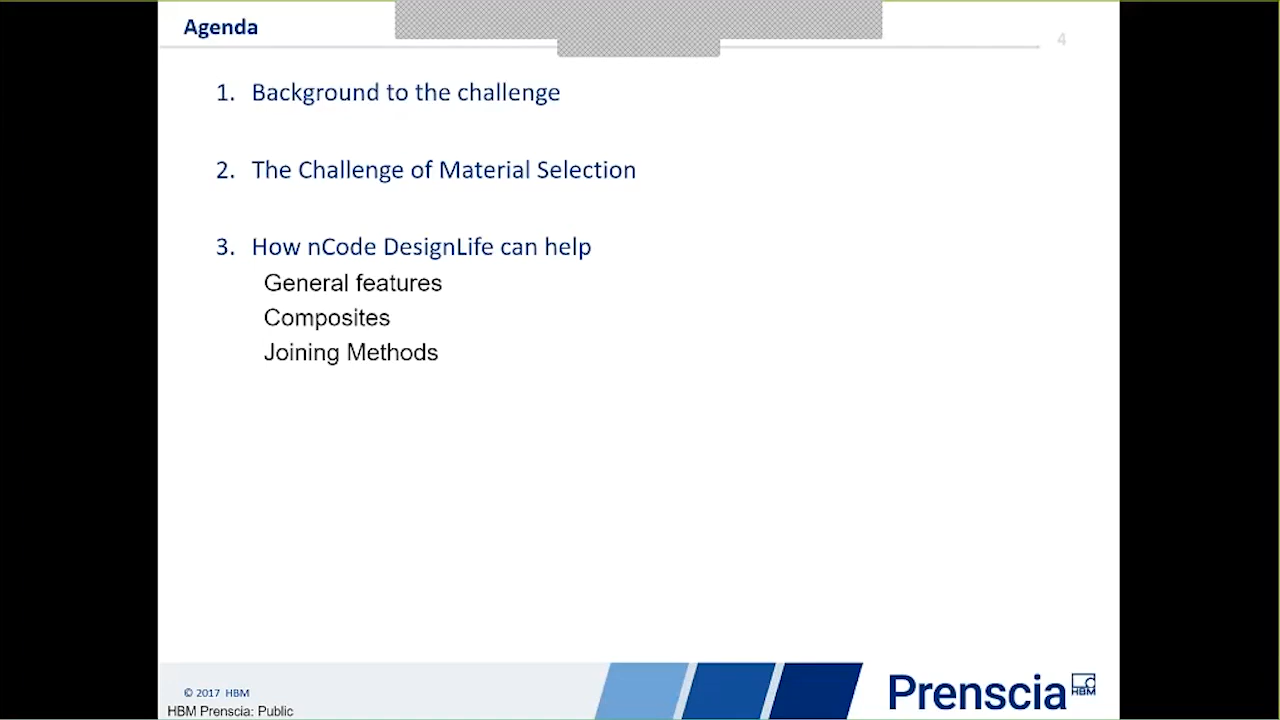 Agenda
4
1. Background to the challenge
2. The Challenge of Material Selection
3. How nCode DesignLife can help
General features
Composites
Joining Methods
© 2017 HBM
HBM Prenscia: Public
Prenscia
HBM